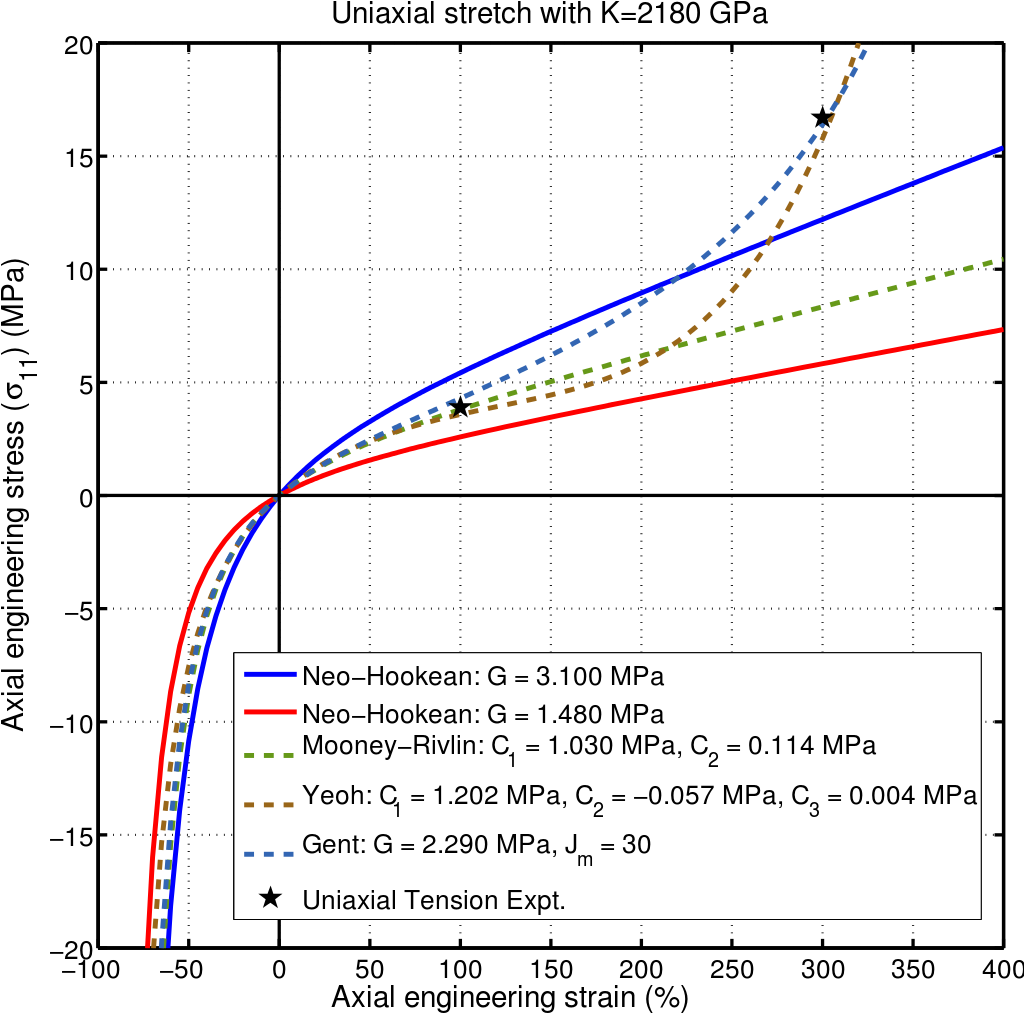 Uniaxial stretch with K=2180 GPa
Axial engineering stress (σ11) (MPa)
20
15
10
5
0
−5
−10
−15
−20
Neo−Hookean: G = 3.100 MPa
Neo−Hookean: G = 1.480 MPa
Mooney−Rivlin: C1 = 1.030 MPa, C2 = 0.114 MPa
Yeoh: C1 = 1.202 MPa, C2 = −0.057 MPa, C3 = 0.004 MPa
Gent: G = 2.290 MPa, Jm = 30
Uniaxial Tension Expt.
−100 −50 0 50 100 150 200 250 300 350 400
Axial engineering strain (%)